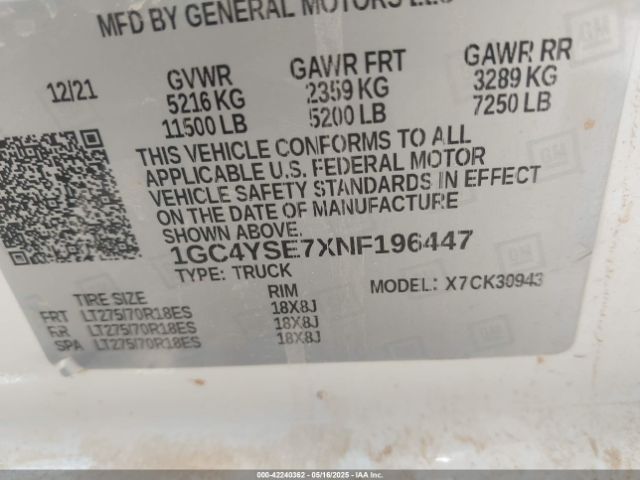 MFD BY GENERAL MOTORS LLC
12/21 GVWR GAWR FRT GAWR RR
5216 KG 2359 KG 3289 KG
11500 LB 5200 LB 7250 LB
THIS VEHICLE CONFORMS TO ALL
APPLICABLE U.S. FEDERAL MOTOR
VEHICLE SAFETY STANDARDS IN EFFECT
ON THE DATE OF MANUFACTURE
SHOWN ABOVE.
1GC4YSE7XNF196447
TYPE: TRUCK MODEL: X7CK30943
TIRE SIZE RIM
FRT LT275/70R18ES 18X8J
RR LT275/70R18ES 18X8J
SPA LT275/70R18ES 18X8J
000-42240362 - 05/16/2025 - IAAI.COM